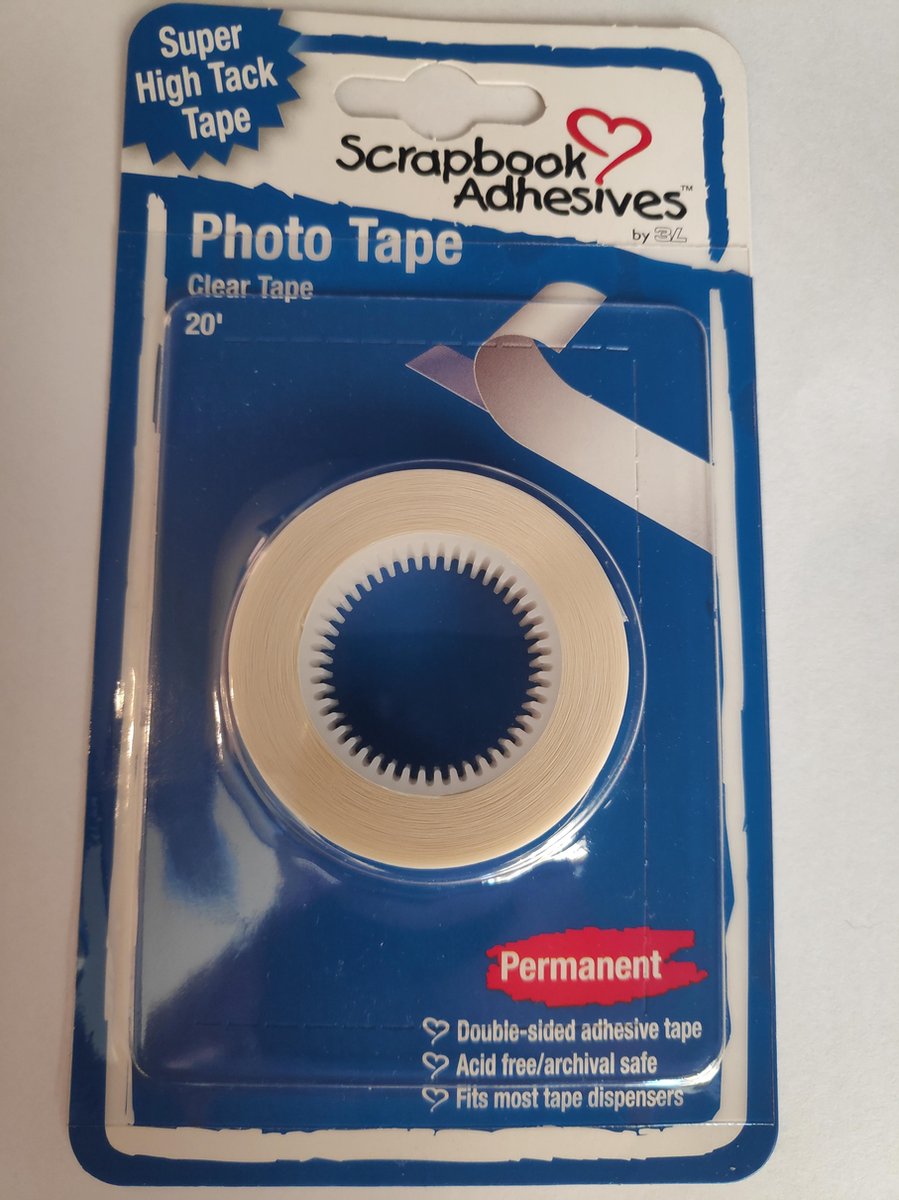 Super
High Tack
Tape
Scrapbook
Adhesives™
by 3L
Photo Tape
Clear Tape
20'
Permanent
Double-sided adhesive tape
Acid free/archival safe
Fits most tape dispensers